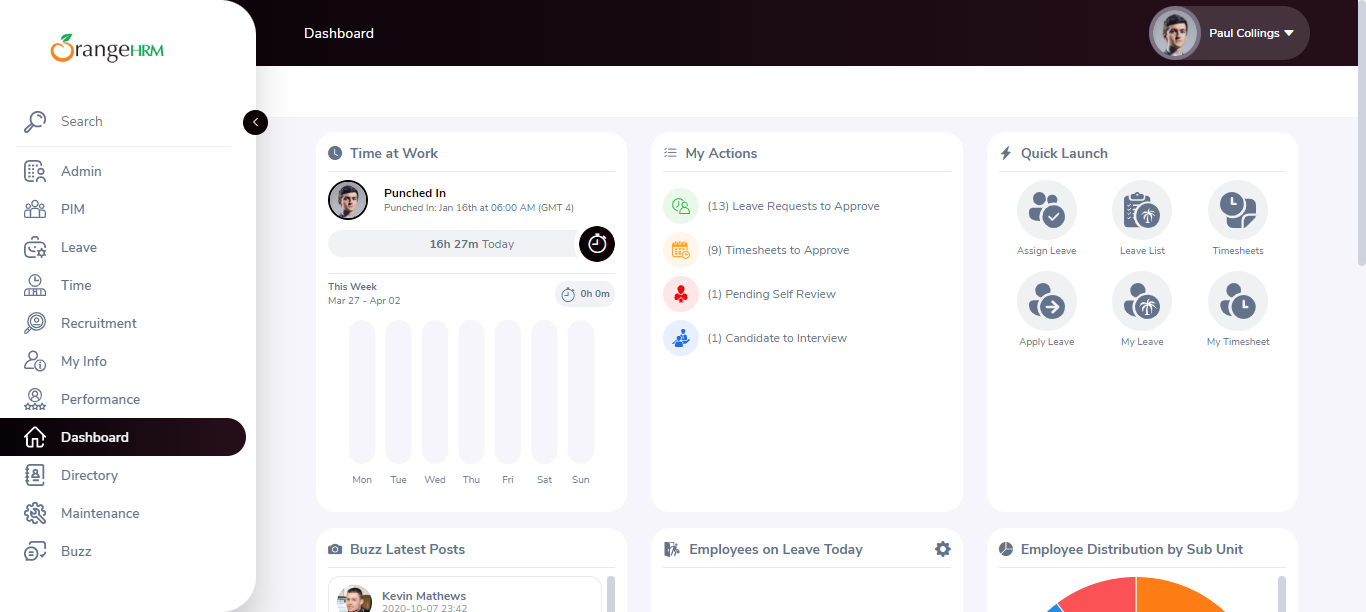 OrangeHRM
Dashboard
Paul Collings
Search
Admin
PIM
Leave
Time
Recruitment
My Info
Performance
Dashboard
Directory
Maintenance
Buzz
Time at Work
Punched In
Punched In: Jan 16th at 06:00 AM (GMT 4)
16h 27m Today
This Week
Mar 27 - Apr 02
0h 0m
Mon Tue Wed Thu Fri Sat Sun
My Actions
(13) Leave Requests to Approve
(9) Timesheets to Approve
(1) Pending Self Review
(1) Candidate to Interview
Quick Launch
Assign Leave Leave List Timesheets
Apply Leave My Leave My Timesheet
Buzz Latest Posts
Kevin Mathews
2020-10-07 23:42
Employees on Leave Today
Employee Distribution by Sub Unit